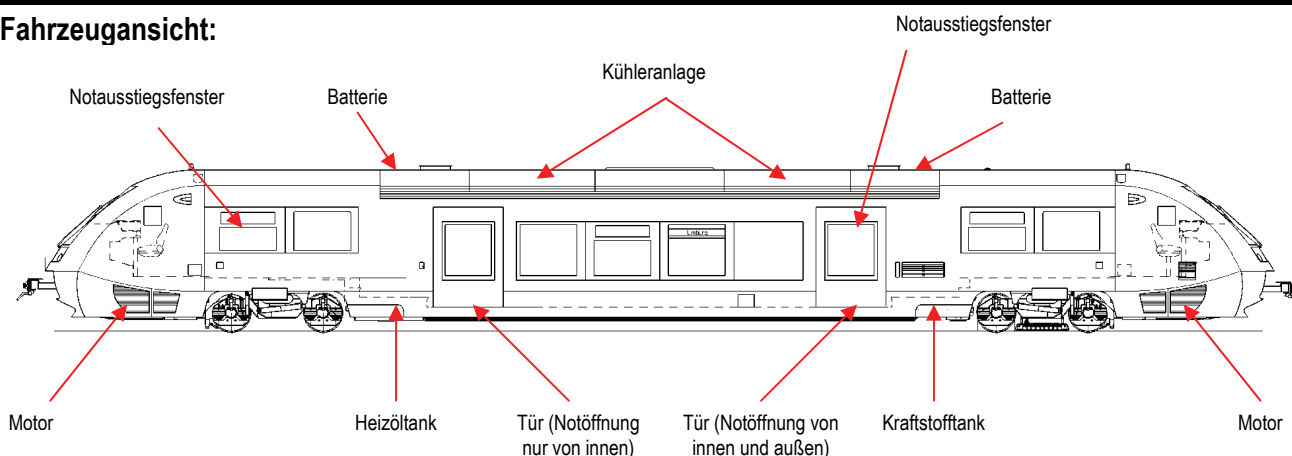 Fahrzeugansicht:
Notausstiegsfenster
Kühleranlage
Notausstiegsfenster
Batterie
Batterie
Limburg
Motor
Heizöltank
Tür (Notöffnung
nur von innen)
Tür (Notöffnung von
innen und außen)
Kraftstofftank
Motor